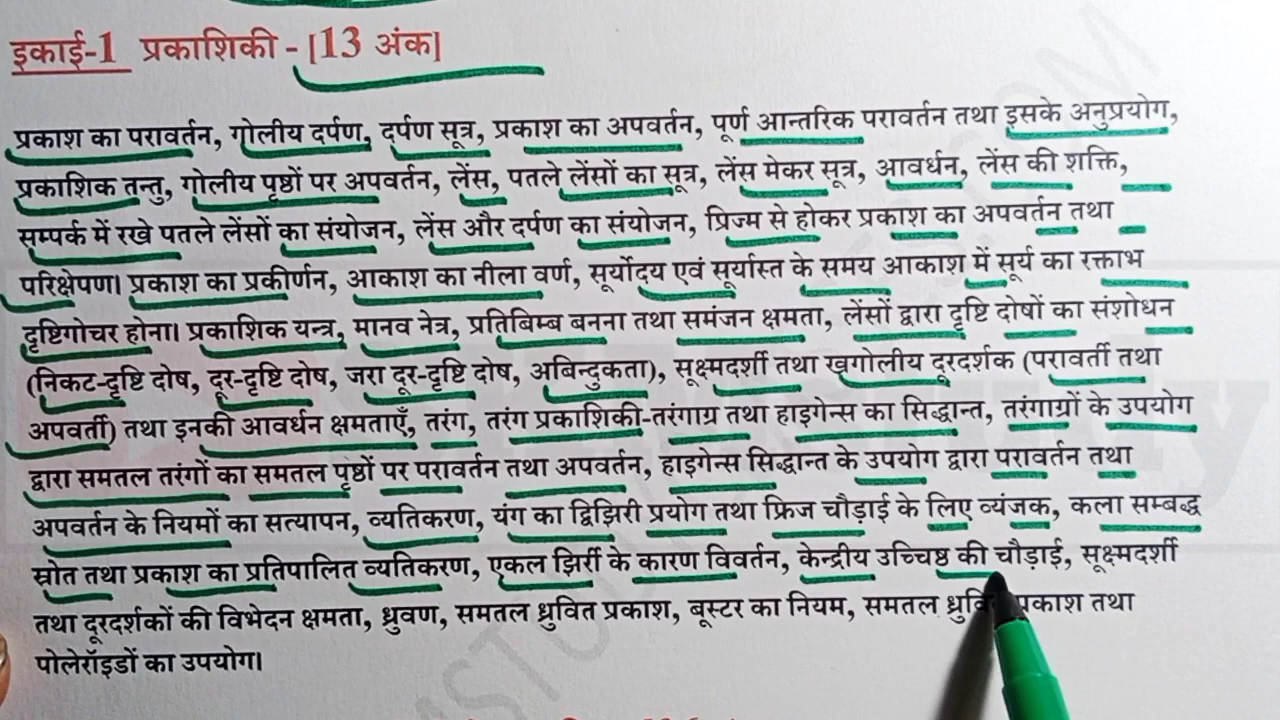 इकाई-1 प्रकाशिकी - [13 अंक]
प्रकाश का परावर्तन, गोलीय दर्पण, दर्पण सूत्र, प्रकाश का अपवर्तन, पूर्ण आन्तरिक परावर्तन तथा इसके अनुप्रयोग,
प्रकाशिक तन्तु, गोलीय पृष्ठों पर अपवर्तन, लेंस, पतले लेंसों का सूत्र, लेंस मेकर सूत्र, आवर्धन, लेंस की शक्ति,
सम्पर्क में रखे पतले लेंसों का संयोजन, लेंस और दर्पण का संयोजन, प्रिज्म से होकर प्रकाश का अपवर्तन तथा
परिक्षेपण। प्रकाश का प्रकीर्णन, आकाश का नीला वर्ण, सूर्योदय एवं सूर्यास्त के समय आकाश में सूर्य का रक्ताभ
दृष्टिगोचर होना। प्रकाशिक यन्त्र, मानव नेत्र, प्रतिबिम्ब बनना तथा समंजन क्षमता, लेंसों द्वारा दृष्टि दोषों का संशोधन
(निकट-दृष्टि दोष, दूर-दृष्टि दोष, जरा दूर-दृष्टि दोष, अबिन्दुकता), सूक्ष्मदर्शी तथा खगोलीय दूरदर्शक (परावर्ती तथा
अपवर्ती) तथा इनकी आवर्धन क्षमताएँ, तरंग, तरंग प्रकाशिकी-तरंगाग्र तथा हाइगेन्स का सिद्धान्त, तरंगाग्रों के उपयोग
द्वारा समतल तरंगों का समतल पृष्ठों पर परावर्तन तथा अपवर्तन, हाइगेन्स सिद्धान्त के उपयोग द्वारा परावर्तन तथा
अपवर्तन के नियमों का सत्यापन, व्यतिकरण, यंग का द्विझिरी प्रयोग तथा फ्रिज चौड़ाई के लिए व्यंजक, कला सम्बद्ध
स्रोत तथा प्रकाश का प्रतिपालित व्यतिकरण, एकल झिर्री के कारण विवर्तन, केन्द्रीय उच्चिष्ठ की चौड़ाई, सूक्ष्मदर्शी
तथा दूरदर्शकों की विभेदन क्षमता, ध्रुवण, समतल ध्रुवित प्रकाश, बूस्टर का नियम, समतल तथा
पोलेरॉइडों का उपयोग।